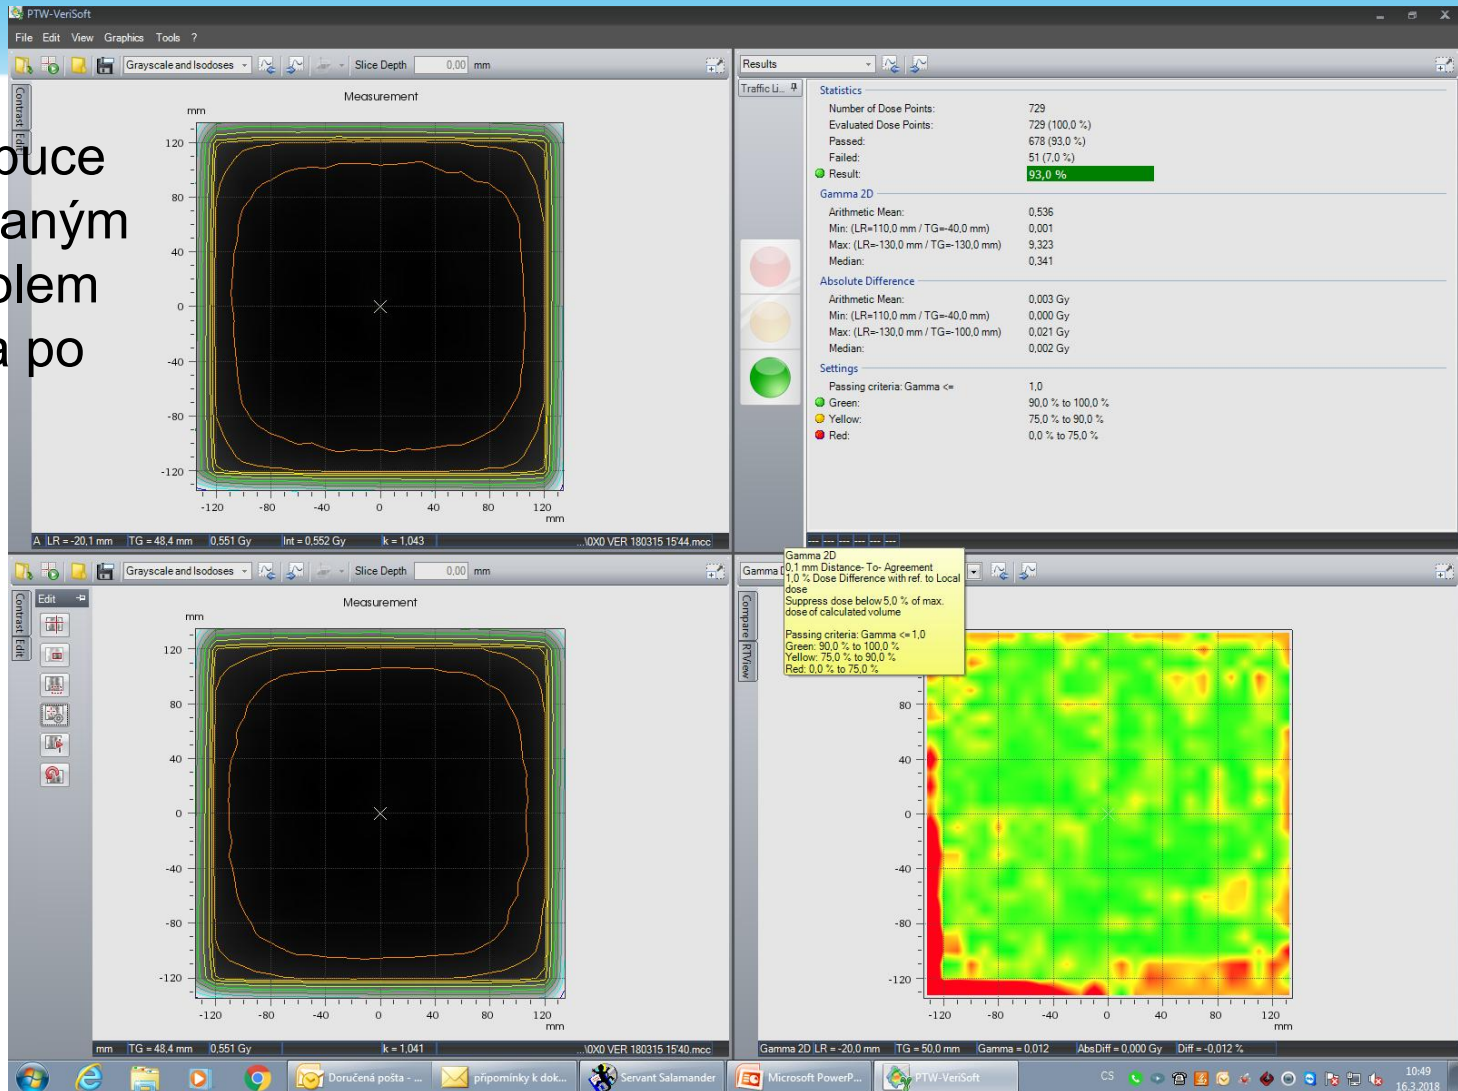 PTW-VeriSoft
File Edit View Graphics Tools ?
Grayscale and Isodoses Slice Depth 0,00 mm
Contrast Edit
Measurement
mm
120
80
40
0
-40
-80
-120
-120 -80 -40 0 40 80 120
mm
A LR = -20,1 mm TG = 48,4 mm 0,551 Gy Int = 0,552 Gy k = 1,043 ...\0X0 VER 180315 15'44.mcc
buce
aným
olem
a po
Results
Traffic Li...
Statistics
Number of Dose Points: 729
Evaluated Dose Points: 729 (100,0 %)
Passed: 678 (93,0 %)
Failed: 51 (7,0 %)
Result: 93,0 %
Gamma 2D
Arithmetic Mean: 0,536
Min: (LR=110,0 mm / TG=-40,0 mm) 0,001
Max: (LR=-130,0 mm / TG=-130,0 mm) 9,323
Median: 0,341
Absolute Difference
Arithmetic Mean: 0,003 Gy
Min: (LR=110,0 mm / TG=-40,0 mm) 0,000 Gy
Max: (LR=-130,0 mm / TG=-100,0 mm) 0,021 Gy
Median: 0,002 Gy
Settings
Passing criteria: Gamma <= 1,0
Green: 90,0 % to 100,0 %
Yellow: 75,0 % to 90,0 %
Red: 0,0 % to 75,0 %
--- --- --- --- --- ---
Grayscale and Isodoses Slice Depth 0,00 mm
Contrast Edit
Edit
Measurement
mm
120
80
40
0
-40
-80
-120
-120 -80 -40 0 40 80 120
mm
mm TG = 48,4 mm 0,551 Gy k = 1,041 ...\0X0 VER 180315 15'40.mcc
Gamma
Compare RTView
Gamma 2D
0,1 mm Distance- To- Agreement
1,0 % Dose Difference with ref. to Local
dose
Suppress dose below 5,0 % of max.
dose of calculated volume
Passing criteria: Gamma <= 1,0
Green: 90,0 % to 100,0 %
Yellow: 75,0 % to 90,0 %
Red: 0,0 % to 75,0 %
80
40
0
-40
-80
-120
-120 -80 -40 0 40 80 120
mm
Gamma 2D LR = -20,0 mm TG = 50,0 mm Gamma = 0,012 AbsDiff = 0,000 Gy Diff = -0,012 %
Doručená pošta - ... připomínky k dok... Servant Salamander Microsoft PowerP... PTW-VeriSoft CS 10:49
16.3.2018